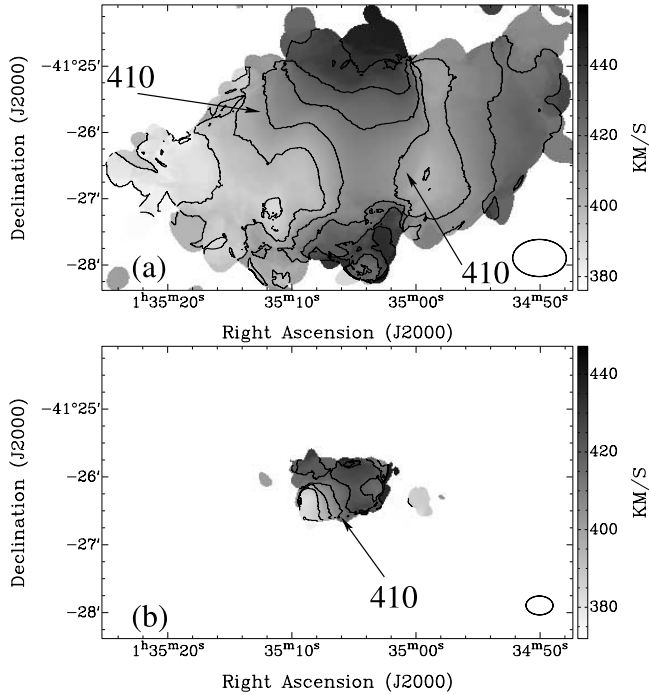 410
-41°25′
-26′
-27′
-28′
Declination (J2000)
(a)
410
440
420
400
380
KM/S
1h35m20s 35m10s 35m00s 34m50s
Right Ascension (J2000)
-41°25′
-26′
-27′
-28′
Declination (J2000)
(b)
410
440
420
400
380
KM/S
1h35m20s 35m10s 35m00s 34m50s
Right Ascension (J2000)